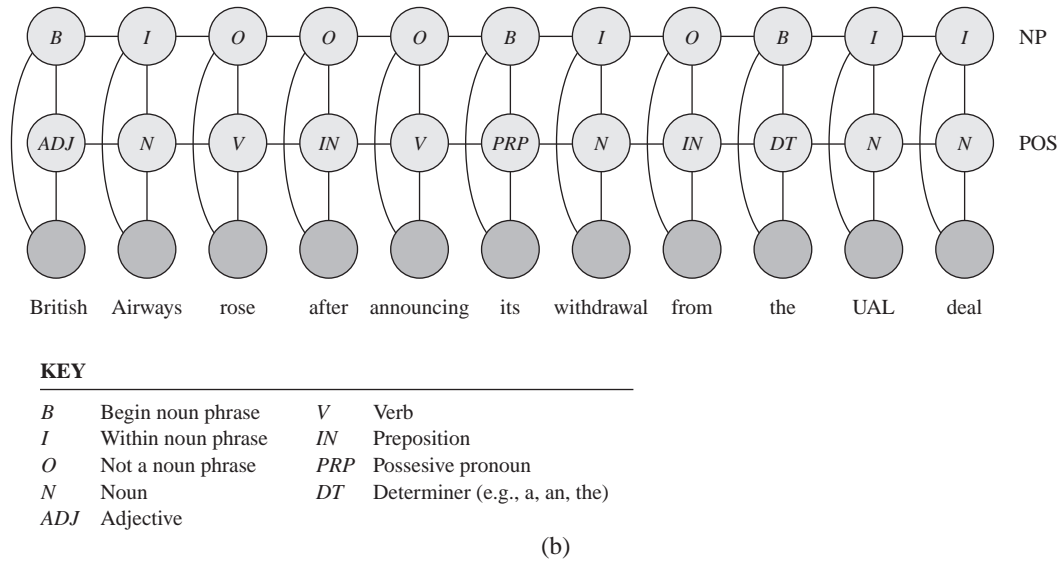 B I O O O B I O B I I NP
ADJ N V IN V PRP N IN DT N N POS
British Airways rose after announcing its withdrawal from the UAL deal
KEY
B Begin noun phrase V Verb
I Within noun phrase IN Preposition
O Not a noun phrase PRP Possesive pronoun
N Noun DT Determiner (e.g., a, an, the)
ADJ Adjective
(b)